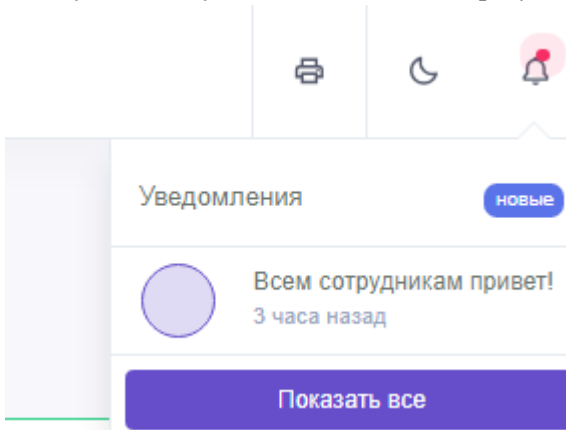 Уведомления
новые
Всем сотрудникам привет!
3 часа назад
Показать все